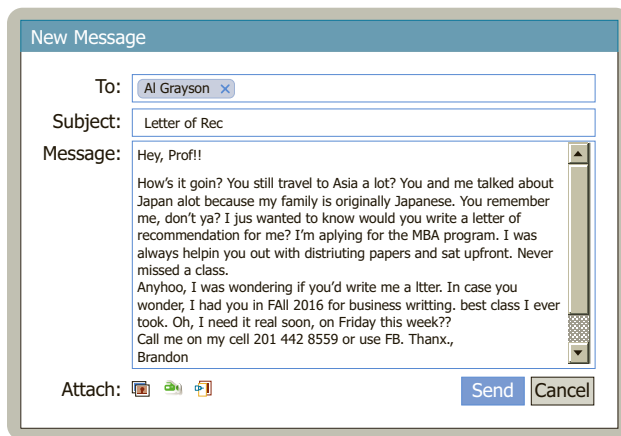 New Message
To: Al Grayson ×
Subject: Letter of Rec
Message: Hey, Prof!!
How's it goin? You still travel to Asia a lot? You and me talked about
Japan alot because my family is originally Japanese. You remember
me, don't ya? I jus wanted to know would you write a letter of
recommendation for me? I'm aplying for the MBA program. I was
always helpin you out with distriuting papers and sat upfront. Never
missed a class.
Anyhoo, I was wondering if you'd write me a ltter. In case you
wonder, I had you in FAll 2016 for business writting. best class I ever
took. Oh, I need it real soon, on Friday this week??
Call me on my cell 201 442 8559 or use FB. Thanx.,
Brandon
Attach: Send Cancel